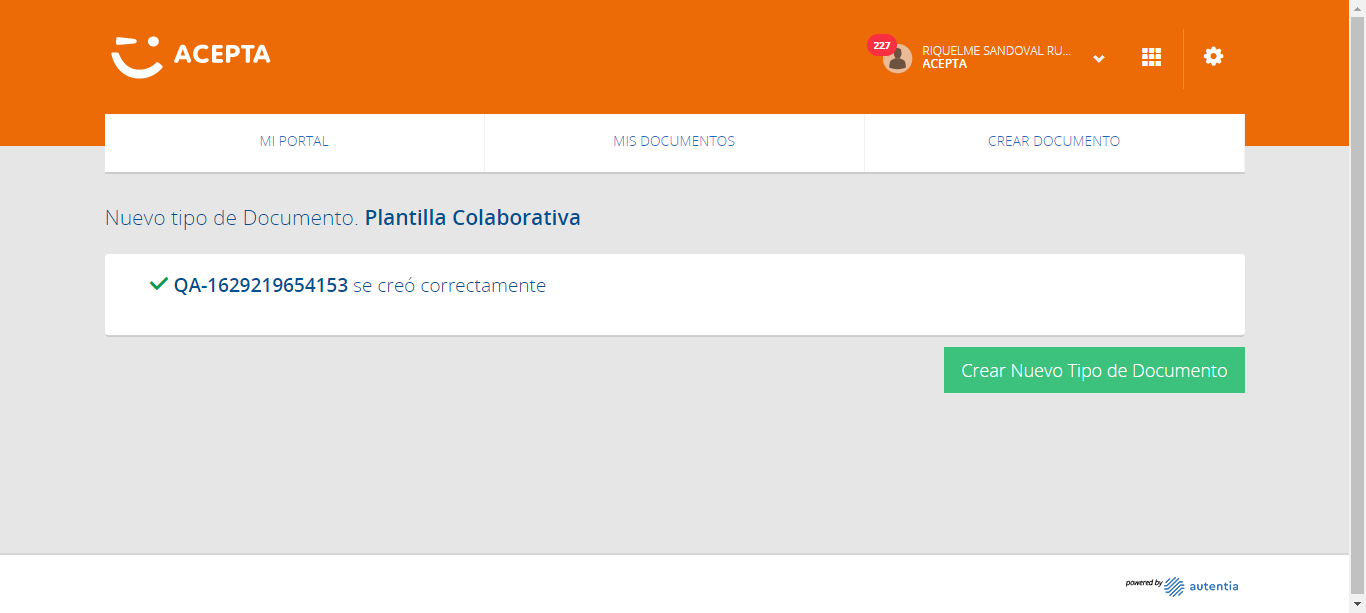 ACEPTA
227
RIQUELME SANDOVAL RU...
ACEPTA
MI PORTAL
MIS DOCUMENTOS
CREAR DOCUMENTO
Nuevo tipo de Documento. Plantilla Colaborativa
QA-1629219654153 se creó correctamente
Crear Nuevo Tipo de Documento
powered by autentia